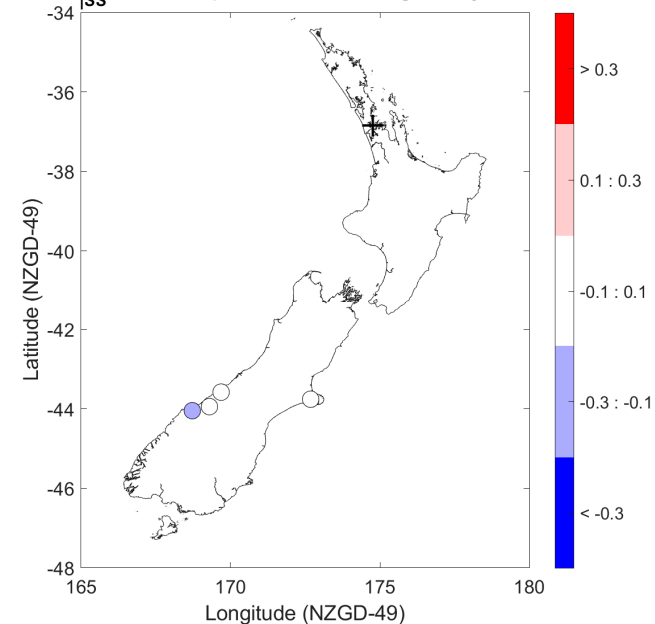 -34
-36
-38
-40
-42
-44
-46
-48
Latitude (NZGD-49)
165
170
175
180
Longitude (NZGD-49)
> 0.3
0.1 : 0.3
-0.1 : 0.1
-0.3 : -0.1
< -0.3